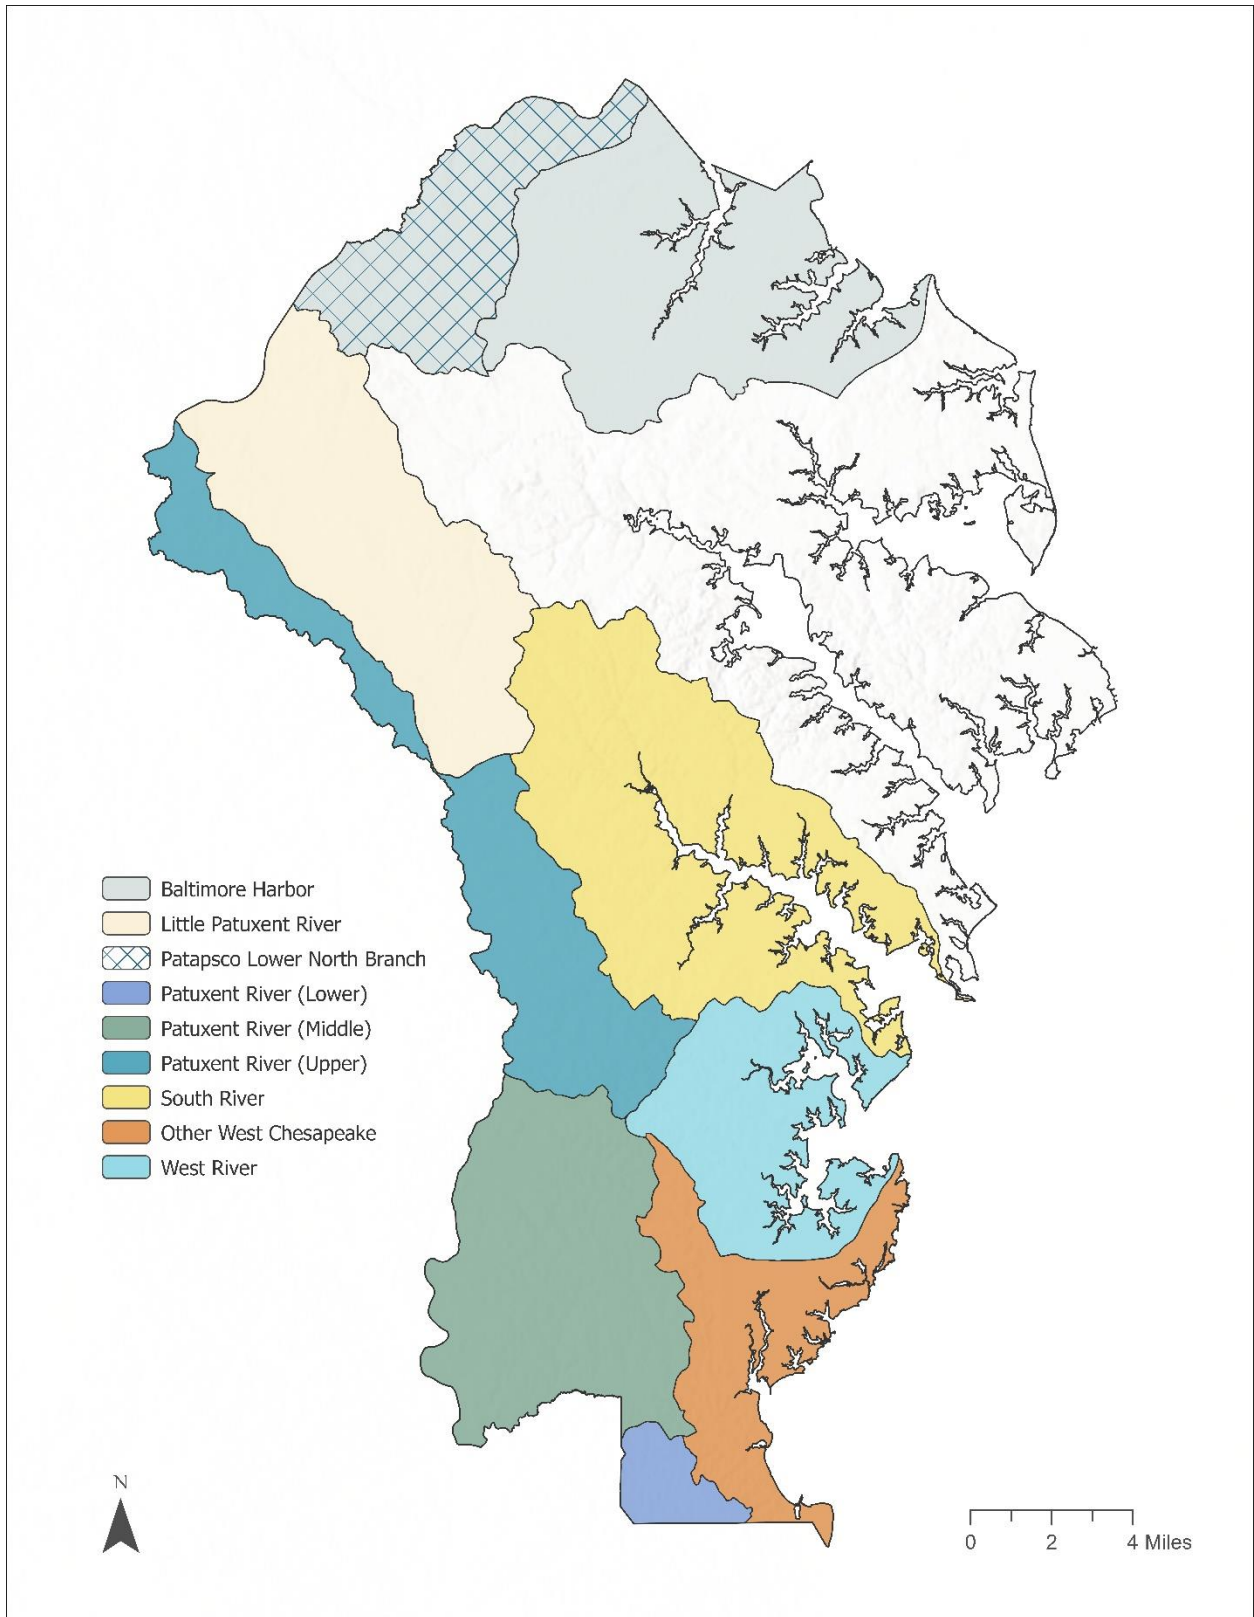 Baltimore Harbor
Little Patuxent River
Patapsco Lower North Branch
Patuxent River (Lower)
Patuxent River (Middle)
Patuxent River (Upper)
South River
Other West Chesapeake
West River
N
0 2 4 Miles